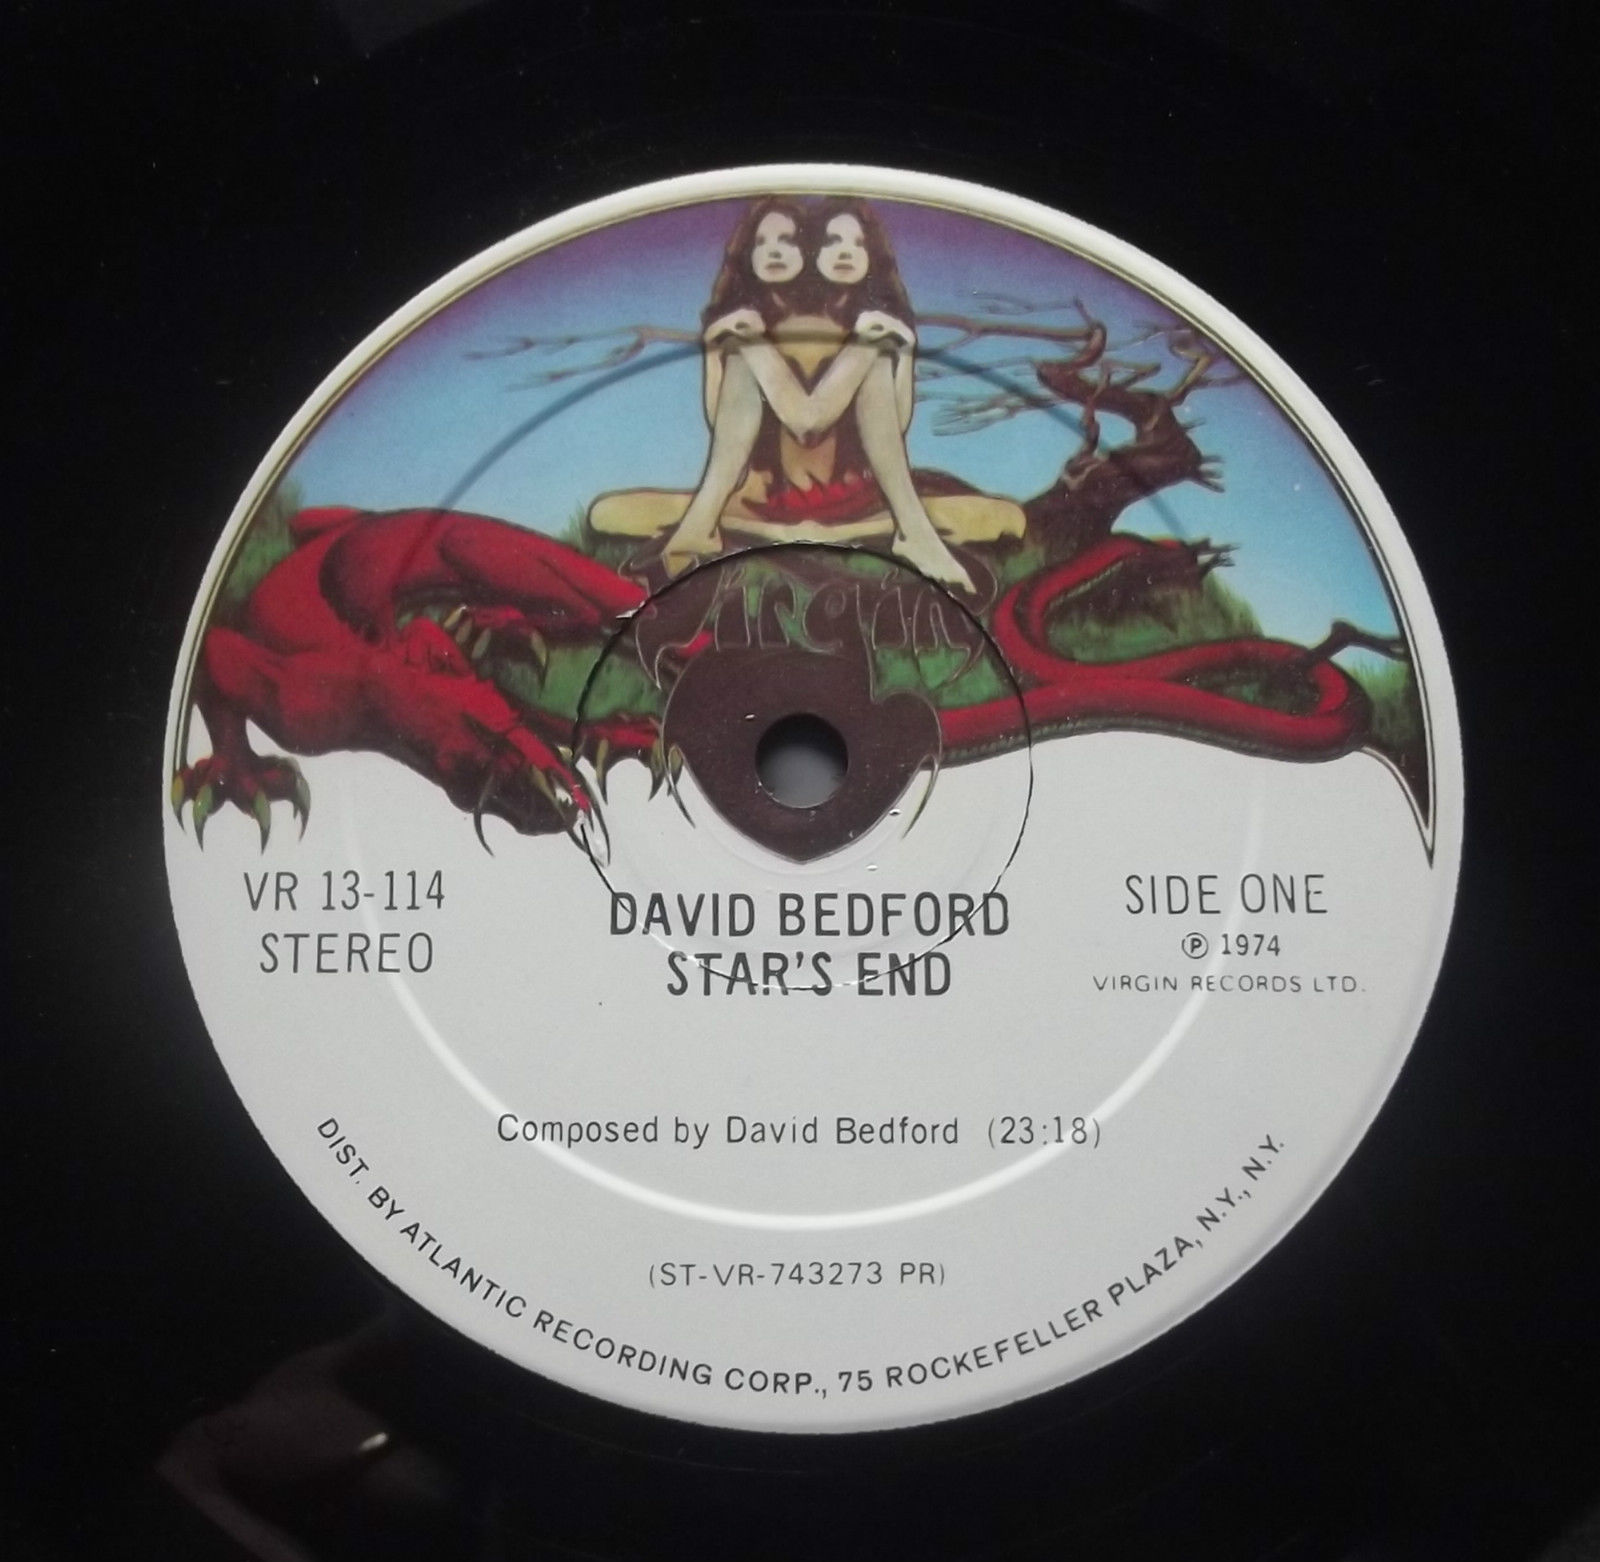 Virgin
VR 13-114
STEREO
DAVID BEDFORD
STAR'S END
SIDE ONE
℗ 1974
VIRGIN RECORDS LTD.
Composed by David Bedford (23:18)
(ST-VR-743273 PR)
DIST. BY ATLANTIC RECORDING CORP., 75 ROCKEFELLER PLAZA, N.Y., N.Y.